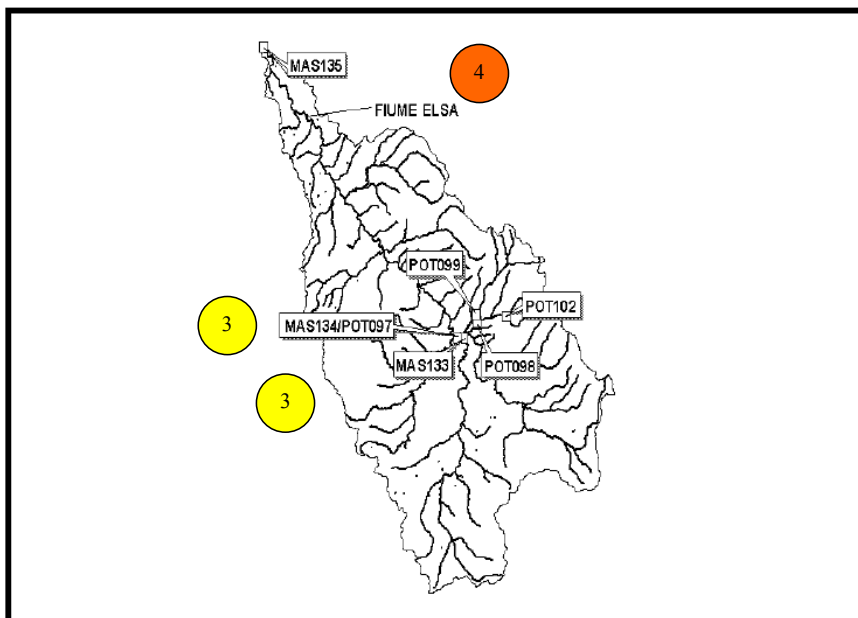 MAS135
4
FIUME ELSA
POT099
POT102
3
MAS134/POT097
MAS133
POT098
3